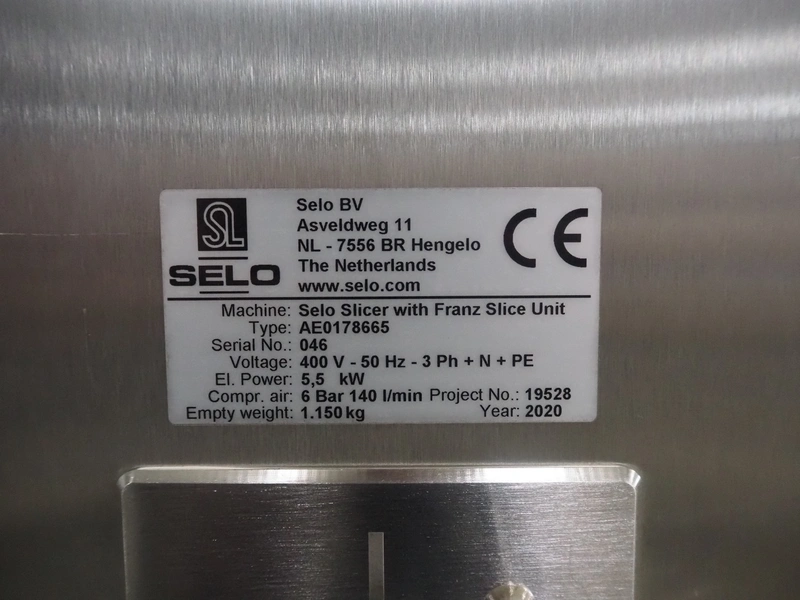 SL
SELO
Selo BV
Asveldweg 11
NL - 7556 BR Hengelo
The Netherlands
www.selo.com
CE
Machine: Selo Slicer with Franz Slice Unit
Type: AE0178665
Serial No.: 046
Voltage: 400 V - 50 Hz - 3 Ph + N + PE
El. Power: 5,5 kW
Compr. air: 6 Bar 140 l/min Project No.: 19528
Empty weight: 1.150 kg Year: 2020